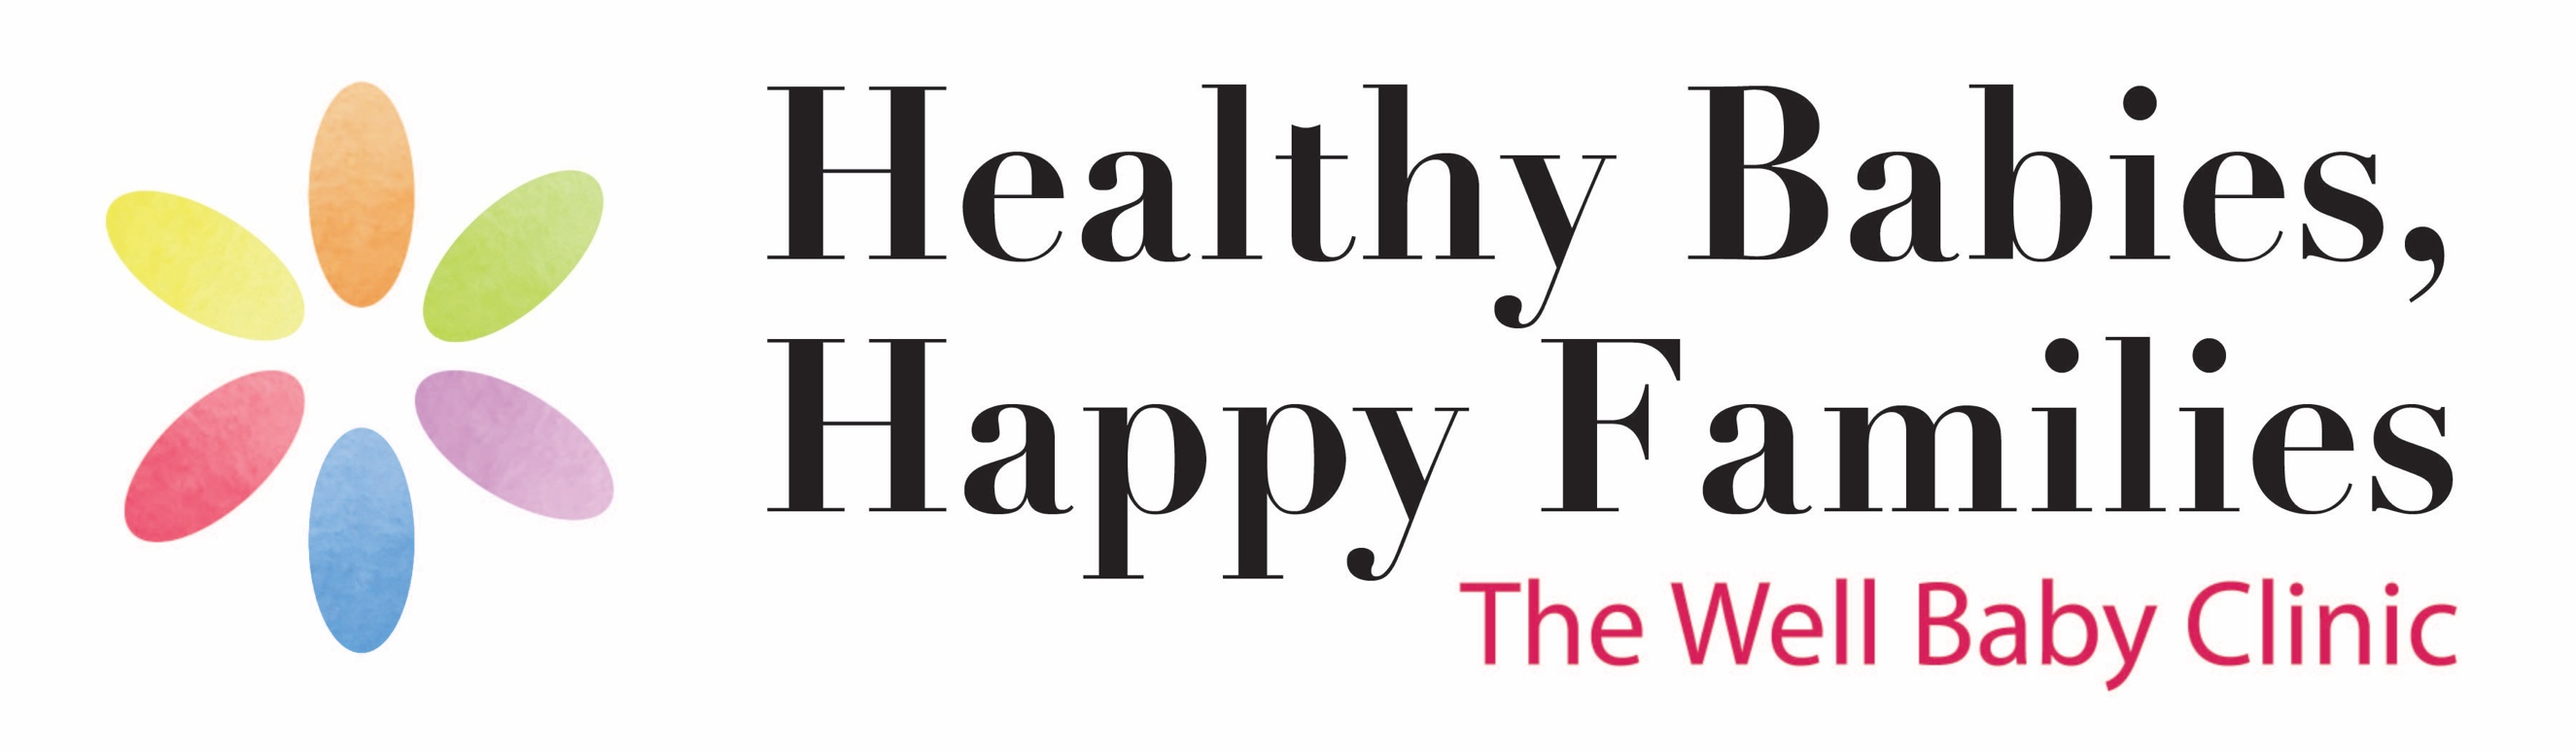 Healthy Babies,
Happy Families
The Well Baby Clinic